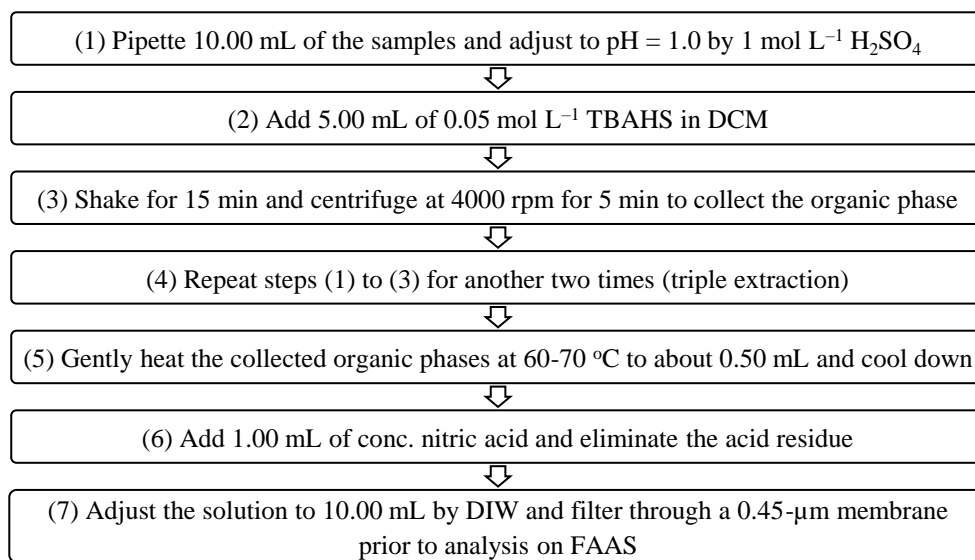 (1) Pipette 10.00 mL of the samples and adjust to pH = 1.0 by 1 mol L⁻¹ H₂SO₄
(2) Add 5.00 mL of 0.05 mol L⁻¹ TBAHS in DCM
(3) Shake for 15 min and centrifuge at 4000 rpm for 5 min to collect the organic phase
(4) Repeat steps (1) to (3) for another two times (triple extraction)
(5) Gently heat the collected organic phases at 60-70 ᵒC to about 0.50 mL and cool down
(6) Add 1.00 mL of conc. nitric acid and eliminate the acid residue
(7) Adjust the solution to 10.00 mL by DIW and filter through a 0.45-µm membrane
prior to analysis on FAAS